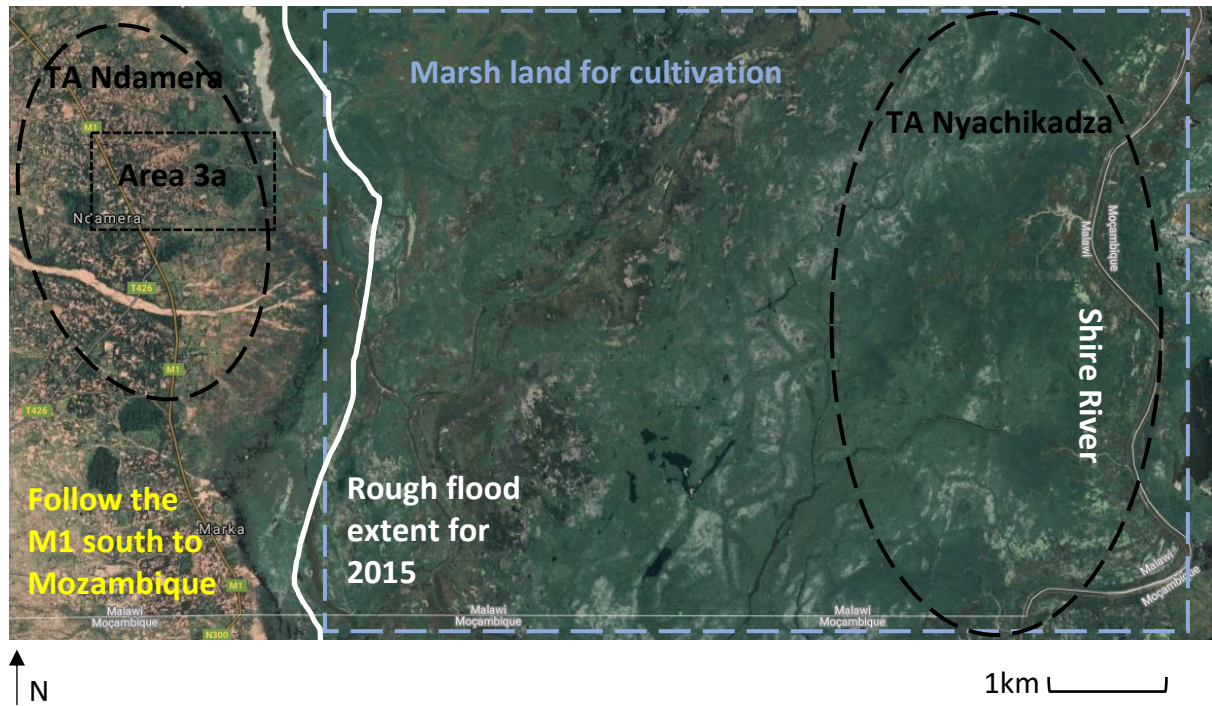 TA Ndamera
Marsh land for cultivation
M1
TA Nyachikadza
Area 3a
Ndamera
Moçambique
Malawi
T426
Shire River
M1
T426
Rough flood
extent for
2015
Follow the
M1 south to
Mozambique
Marka
M1
Malawi
Moçambique
Malawi
Moçambique
Malawi
Moçambique
Malawi
Moçambique
N300
N
1km